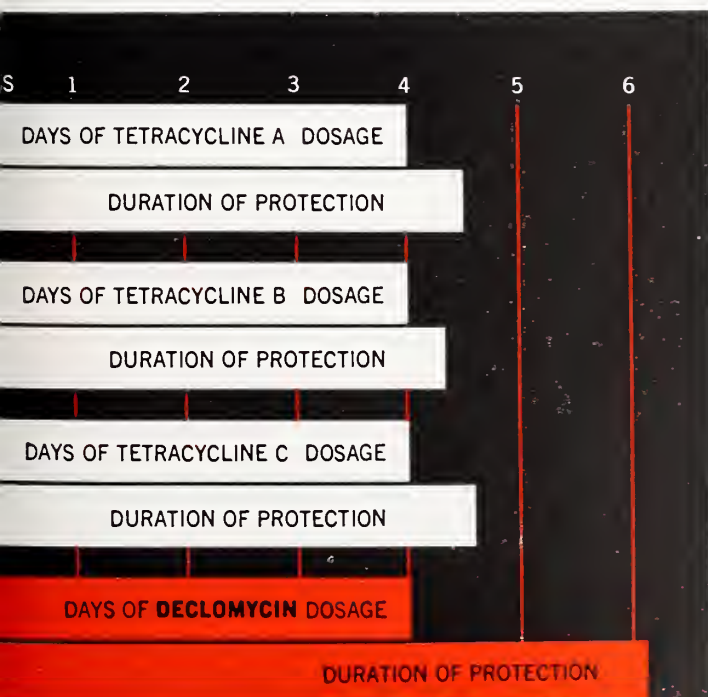 S 1 2 3 4 5 6
DAYS OF TETRACYCLINE A DOSAGE
DURATION OF PROTECTION
DAYS OF TETRACYCLINE B DOSAGE
DURATION OF PROTECTION
DAYS OF TETRACYCLINE C DOSAGE
DURATION OF PROTECTION
DAYS OF DECLOMYCIN DOSAGE
DURATION OF PROTECTION